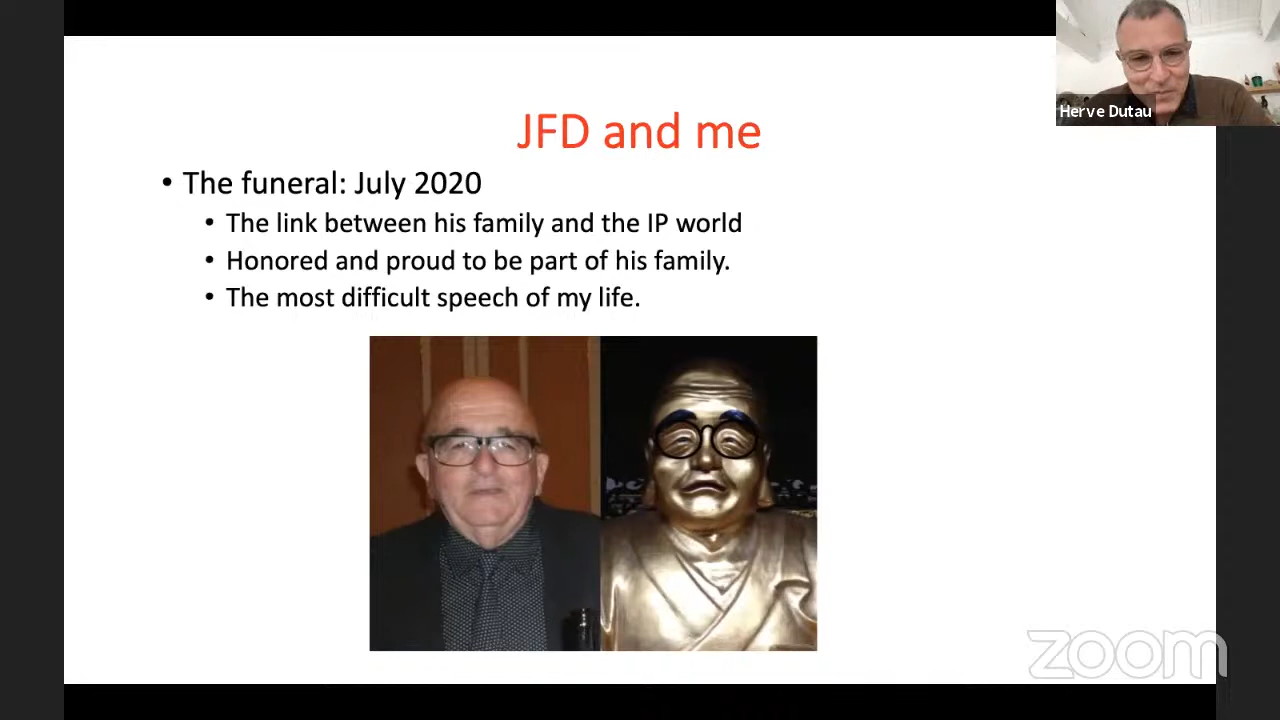 Herve Dutau
JFD and me
• The funeral: July 2020
• The link between his family and the IP world
• Honored and proud to be part of his family.
• The most difficult speech of my life.
zoom